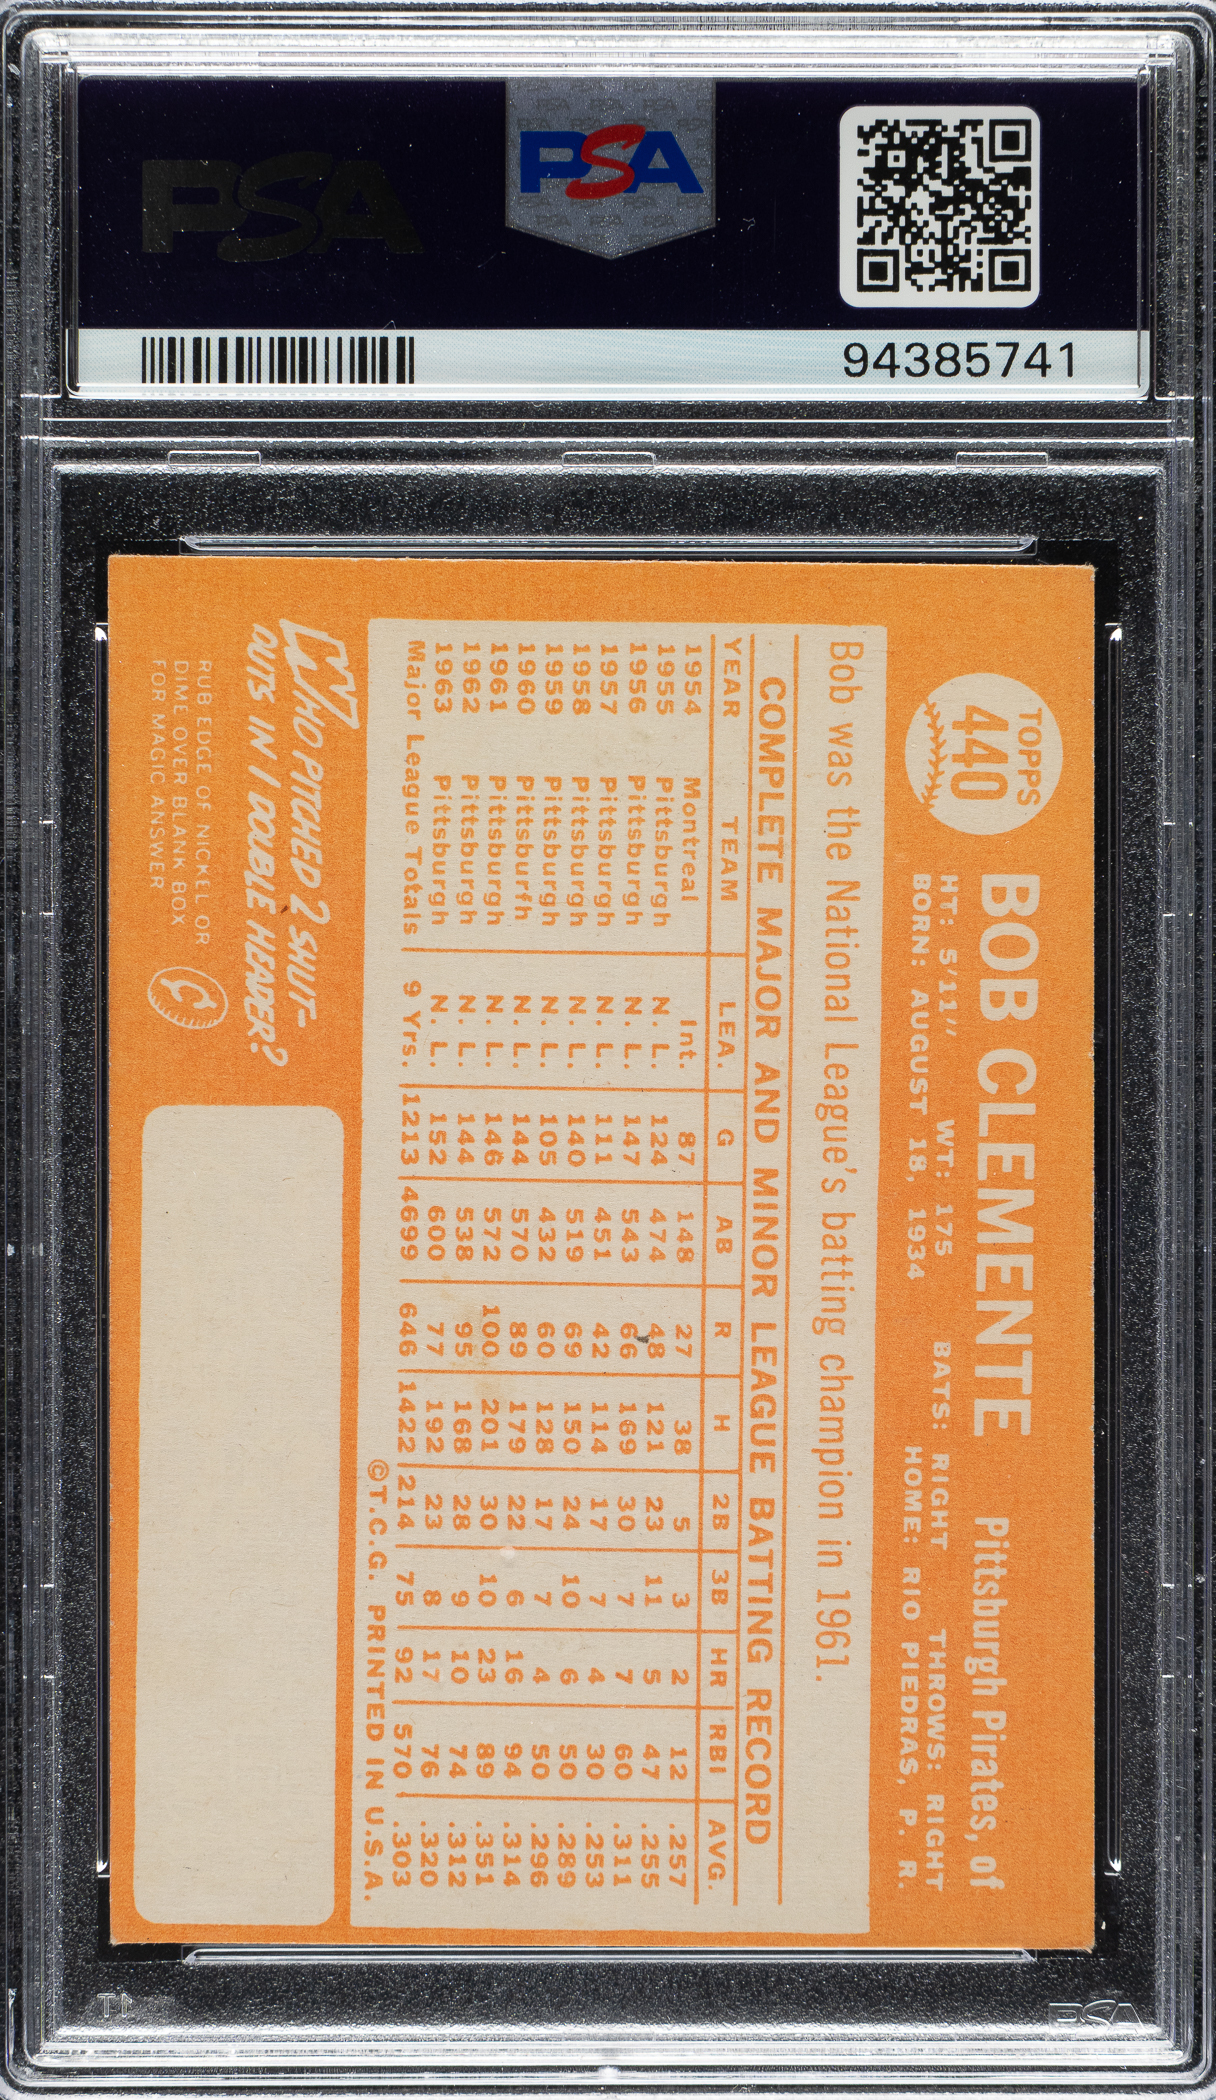 PSA
PSA
94385741
TOPPS
440
BOB CLEMENTE Pittsburgh Pirates, of
HT: 5'11" WT: 175 BATS: RIGHT THROWS: RIGHT
BORN: AUGUST 18, 1934 HOME: RIO PIEDRAS, P. R.
Bob was the National League's batting champion in 1961.
COMPLETE MAJOR AND MINOR LEAGUE BATTING RECORD
YEAR TEAM LEA. G AB R H 2B 3B HR RBI AVG.
1954 Montreal Int. 87 148 27 38 5 3 2 12 .257
1955 Pittsburgh N. L. 124 474 48 121 23 11 5 47 .255
1956 Pittsburgh N. L. 147 543 66 169 30 7 7 60 .311
1957 Pittsburgh N. L. 111 451 42 114 17 7 4 30 .253
1958 Pittsburgh N. L. 140 519 69 150 24 10 6 50 .289
1959 Pittsburgh N. L. 105 432 60 128 17 7 4 50 .296
1960 Pittsburfh N. L. 144 570 89 179 22 6 16 94 .314
1961 Pittsburgh N. L. 146 572 100 201 30 10 23 89 .351
1962 Pittsburgh N. L. 144 538 95 168 28 9 10 74 .312
1963 Pittsburgh N. L. 152 600 77 192 23 8 17 76 .320
Major League Totals 9 Yrs. 1213 4699 646 1422 214 75 92 570 .303
©T.C.G. PRINTED IN U.S.A.
WHO PITCHED 2 SHUT-
OUTS IN 1 DOUBLE HEADER?
RUB EDGE OF NICKEL OR
DIME OVER BLANK BOX
FOR MAGIC ANSWER
C
PSA